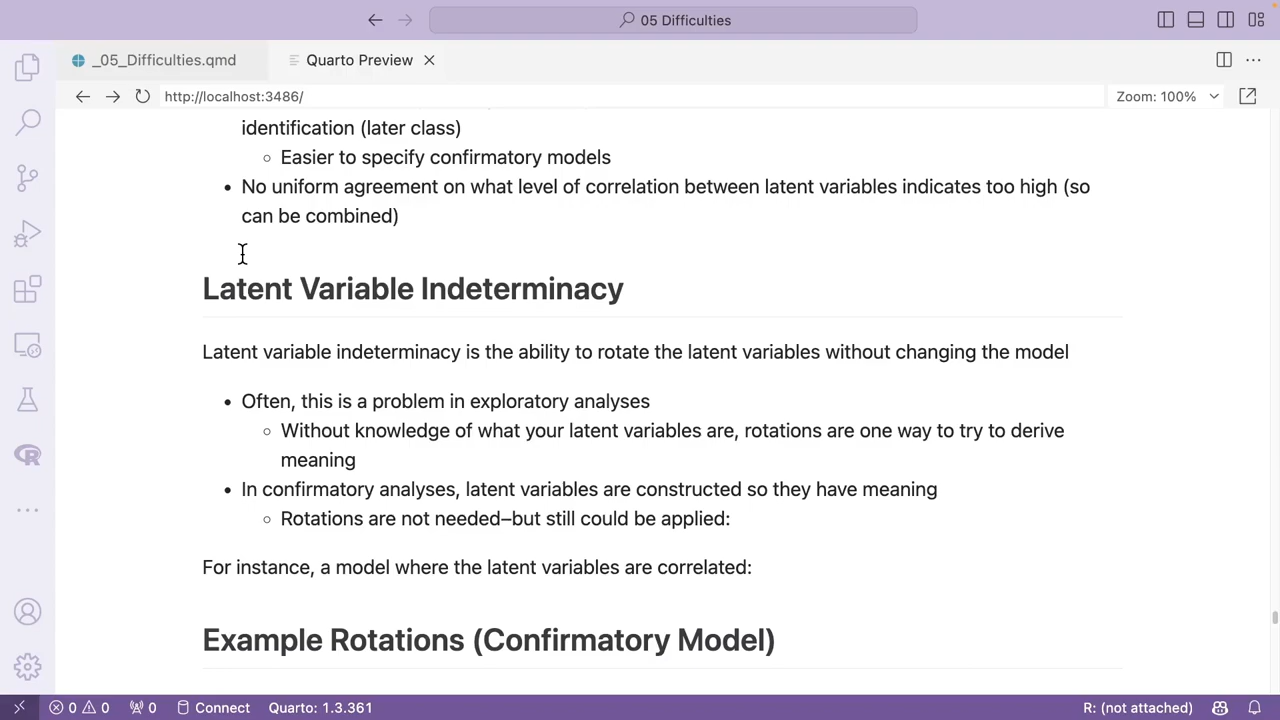 05 Difficulties
_05_Difficulties.qmd
Quarto Preview
http://localhost:3486/
Zoom: 100%
identification (later class)
Easier to specify confirmatory models
No uniform agreement on what level of correlation between latent variables indicates too high (so
can be combined)
Latent Variable Indeterminacy
Latent variable indeterminacy is the ability to rotate the latent variables without changing the model
Often, this is a problem in exploratory analyses
Without knowledge of what your latent variables are, rotations are one way to try to derive
meaning
In confirmatory analyses, latent variables are constructed so they have meaning
Rotations are not needed–but still could be applied:
For instance, a model where the latent variables are correlated:
Example Rotations (Confirmatory Model)
0 0 0 Connect Quarto: 1.3.361 R: (not attached)